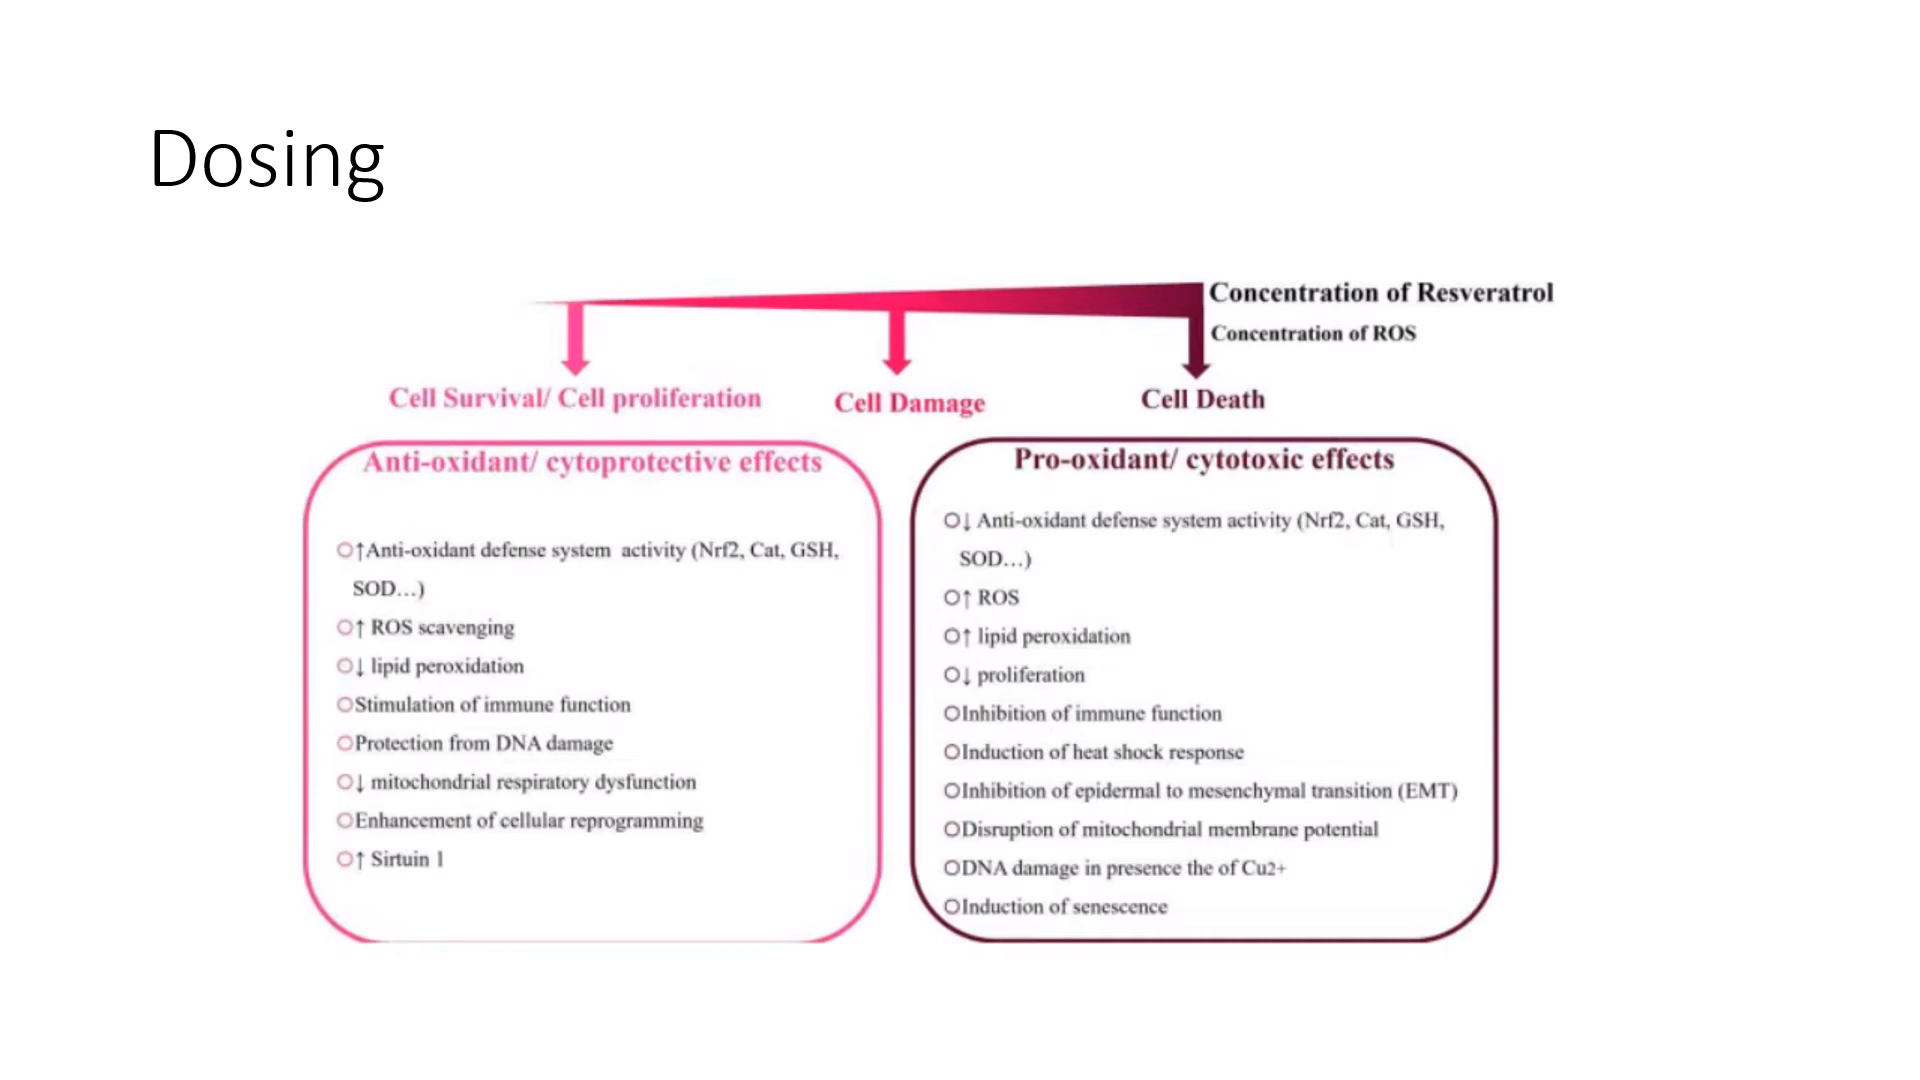 Dosing
Concentration of Resveratrol
Concentration of ROS
Cell Survival/ Cell proliferation
Cell Damage
Cell Death
Anti-oxidant/ cytoprotective effects
↑Anti-oxidant defense system activity (Nrf2, Cat, GSH,
SOD…)
↑ ROS scavenging
↓ lipid peroxidation
Stimulation of immune function
Protection from DNA damage
↓ mitochondrial respiratory dysfunction
Enhancement of cellular reprogramming
↑ Sirtuin 1
Pro-oxidant/ cytotoxic effects
↓ Anti-oxidant defense system activity (Nrf2, Cat, GSH,
SOD…)
↑ ROS
↑ lipid peroxidation
↓ proliferation
Inhibition of immune function
Induction of heat shock response
Inhibition of epidermal to mesenchymal transition (EMT)
Disruption of mitochondrial membrane potential
DNA damage in presence the of Cu2+
Induction of senescence